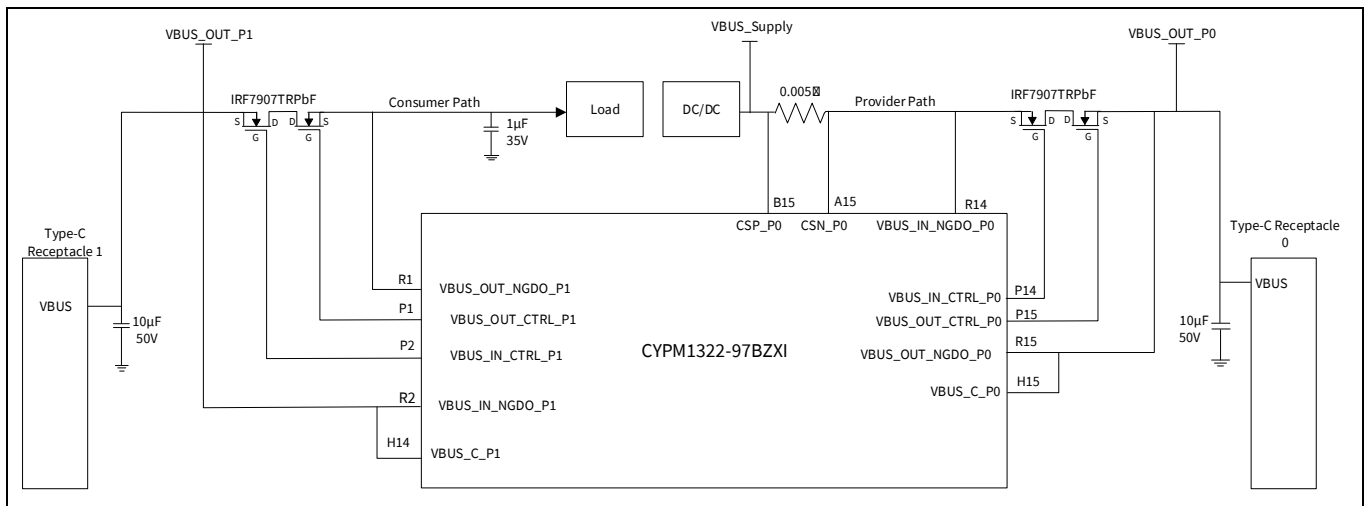 VBUS_OUT_P1
VBUS_Supply
VBUS_OUT_P0
IRF7907TRPbF
Consumer Path
Load
DC/DC
0.005
Provider Path
IRF7907TRPbF
S D D S
G G
1µF
35V
S D D S
G G
B15
A15
R14
CSP_P0
CSN_P0
VBUS_IN_NGDO_P0
Type-C
Receptacle 1
VBUS
10µF
50V
R1
VBUS_OUT_NGDO_P1
P1
VBUS_OUT_CTRL_P1
P2
VBUS_IN_CTRL_P1
R2
VBUS_IN_NGDO_P1
H14
VBUS_C_P1
CYPM1322-97BZXI
VBUS_IN_CTRL_P0
P14
VBUS_OUT_CTRL_P0
P15
VBUS_OUT_NGDO_P0
R15
VBUS_C_P0
H15
Type-C Receptacle
0
VBUS
10µF
50V